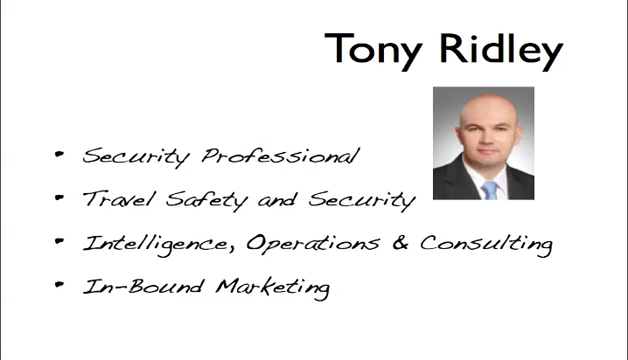 Tony Ridley
• Security Professional
• Travel Safety and Security
• Intelligence, Operations & Consulting
• In-Bound Marketing